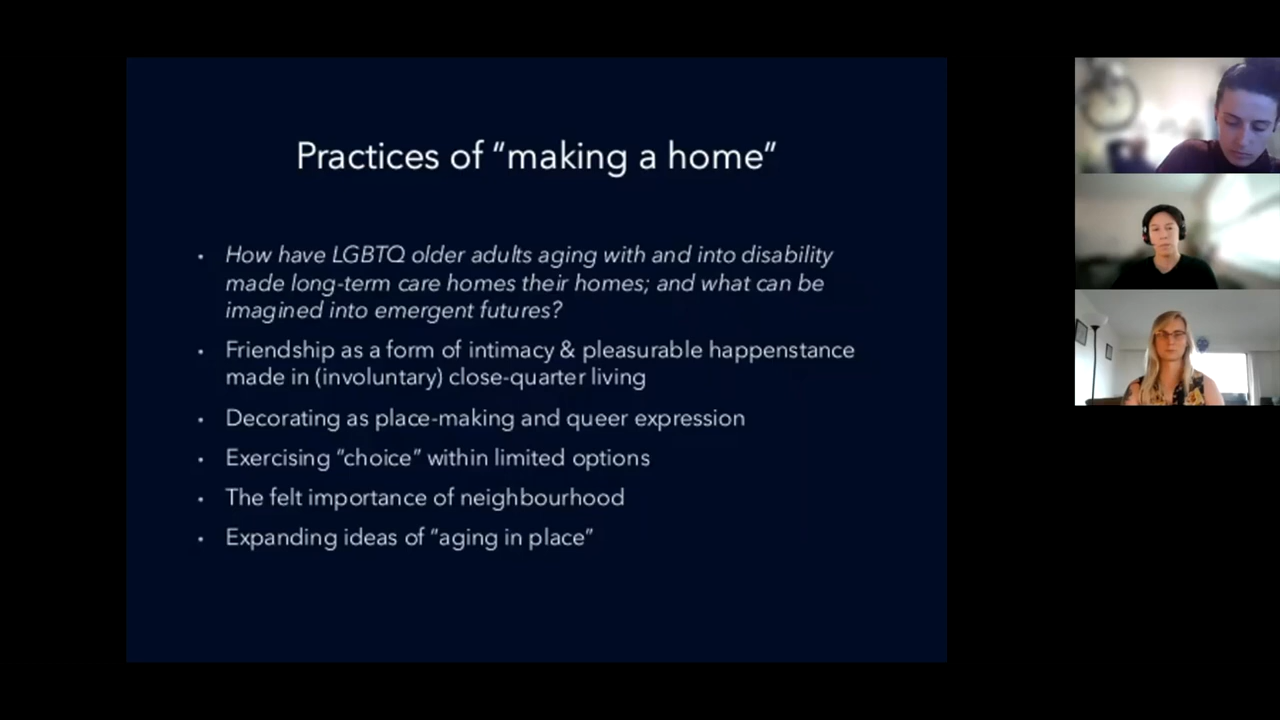 Practices of “making a home”
• How have LGBTQ older adults aging with and into disability
made long-term care homes their homes; and what can be
imagined into emergent futures?
• Friendship as a form of intimacy & pleasurable happenstance
made in (involuntary) close-quarter living
• Decorating as place-making and queer expression
• Exercising “choice” within limited options
• The felt importance of neighbourhood
• Expanding ideas of “aging in place”